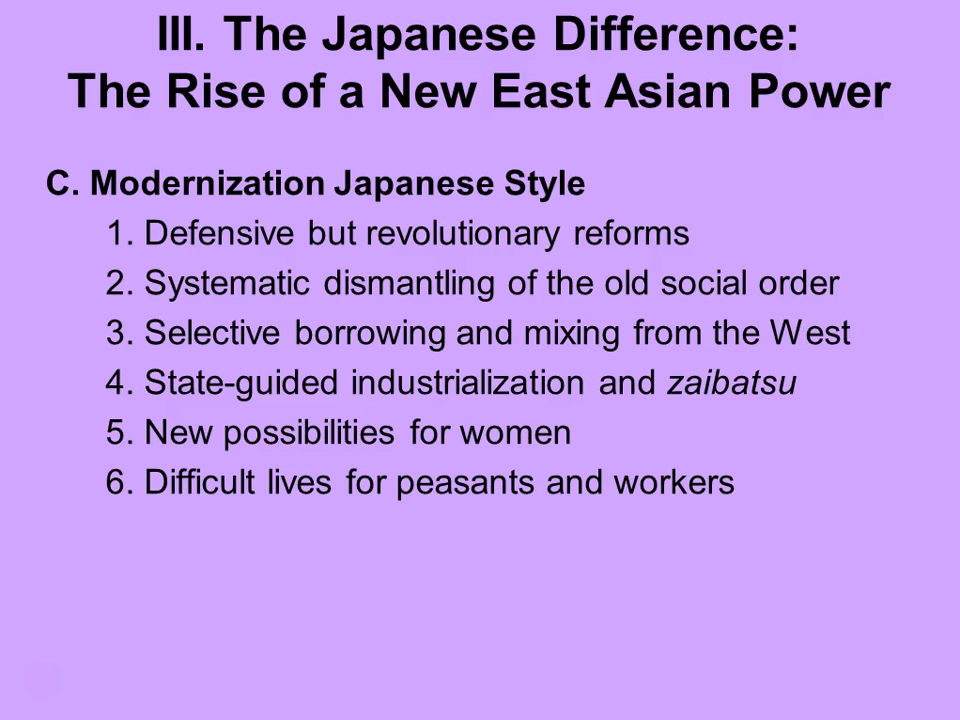 III. The Japanese Difference:
The Rise of a New East Asian Power
C. Modernization Japanese Style
1. Defensive but revolutionary reforms
2. Systematic dismantling of the old social order
3. Selective borrowing and mixing from the West
4. State-guided industrialization and zaibatsu
5. New possibilities for women
6. Difficult lives for peasants and workers